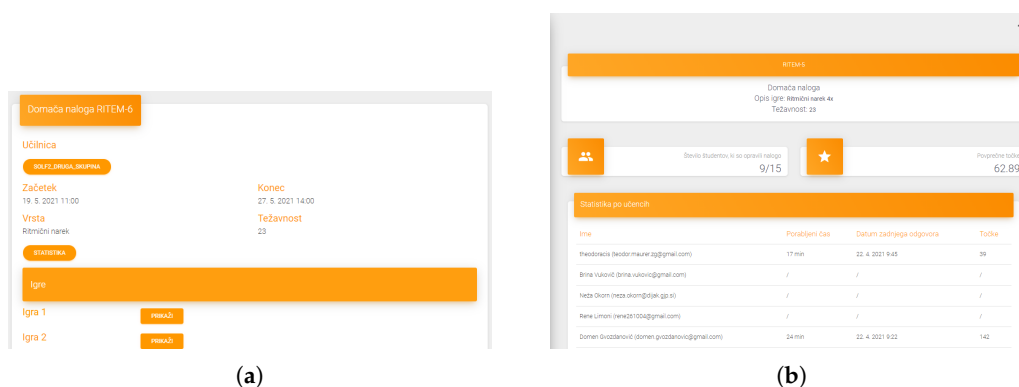 Domača naloga RITEM-6
Učilnica
SOLF2_DRUGA_SKUPINA
Začetek
Konec
19. 5. 2021 11:00
27. 5. 2021 14:00
Vrsta
Težavnost
Ritmični narek
23
STATISTIKA
Igre
Igra 1
PRIKAŽI
Igra 2
PRIKAŽI
(a)
RITEM-6
Domača naloga
Opis igre: Ritmični narek 4x
Težavnost: 23
Število študentov, ki so opravili nalogo
9/15
Povprečne točke
62.89
Statistika po učencih
Ime Porabljeni čas Datum zadnjega odgovora Točke
theodoracis (teodor.maurer.zg@gmail.com) 17 min 22. 4. 2021 9:45 39
Brina Vuković (brina.vukovic@gmail.com) / / /
Neža Okorn (neza.okorn@dijak.gjp.si) / / /
Rene Limoni (rene261004@gmail.com) / / /
Domen Gvozdanović (domen.gvozdanovic@gmail.com) 24 min 22. 4. 2021 9:22 142
(b)